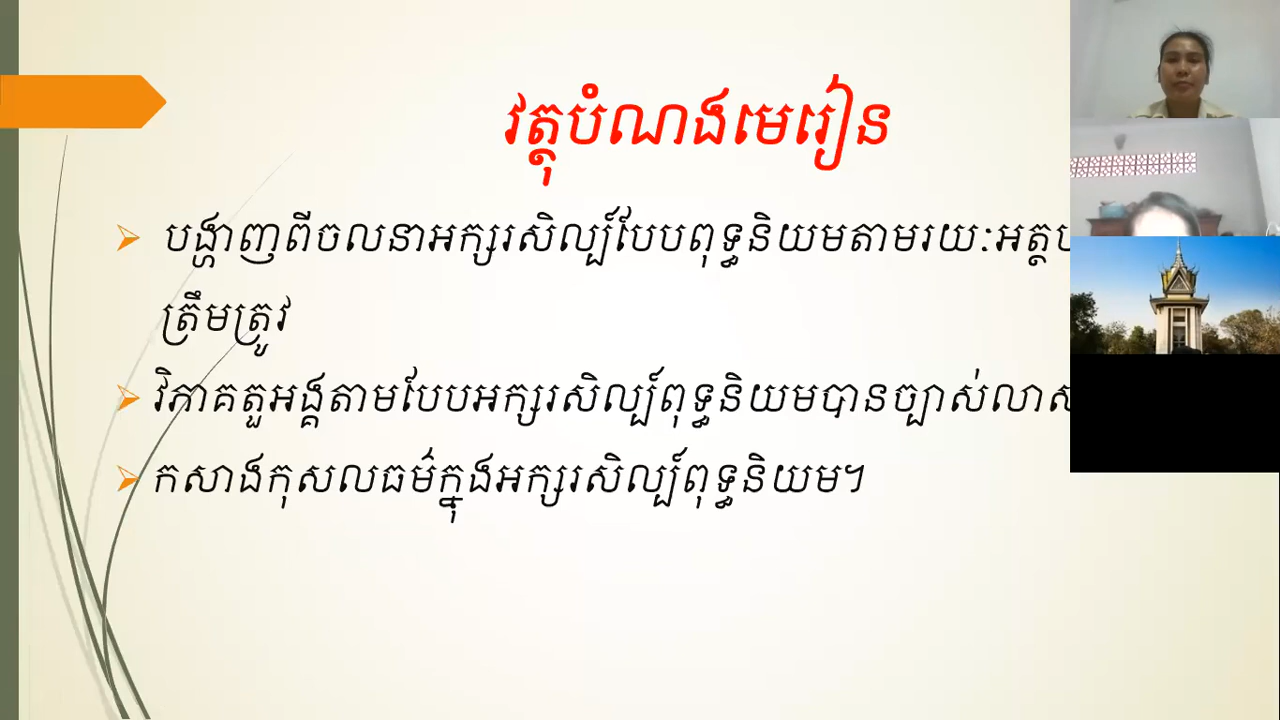 វត្ថុបំណងមេរៀន
បង្ហាញពីចលនាអក្សរសិល្ប៍បែបពុទ្ធនិយមតាមរយៈ
ត្រឹមត្រូវ
វិភាគតួអង្គតាមបែបអក្សរសិល្ប៍ពុទ្ធនិយមបានច្បាស់លាស់
កសាងកុសលធម៌ក្នុងអក្សរសិល្ប៍ពុទ្ធនិយម។